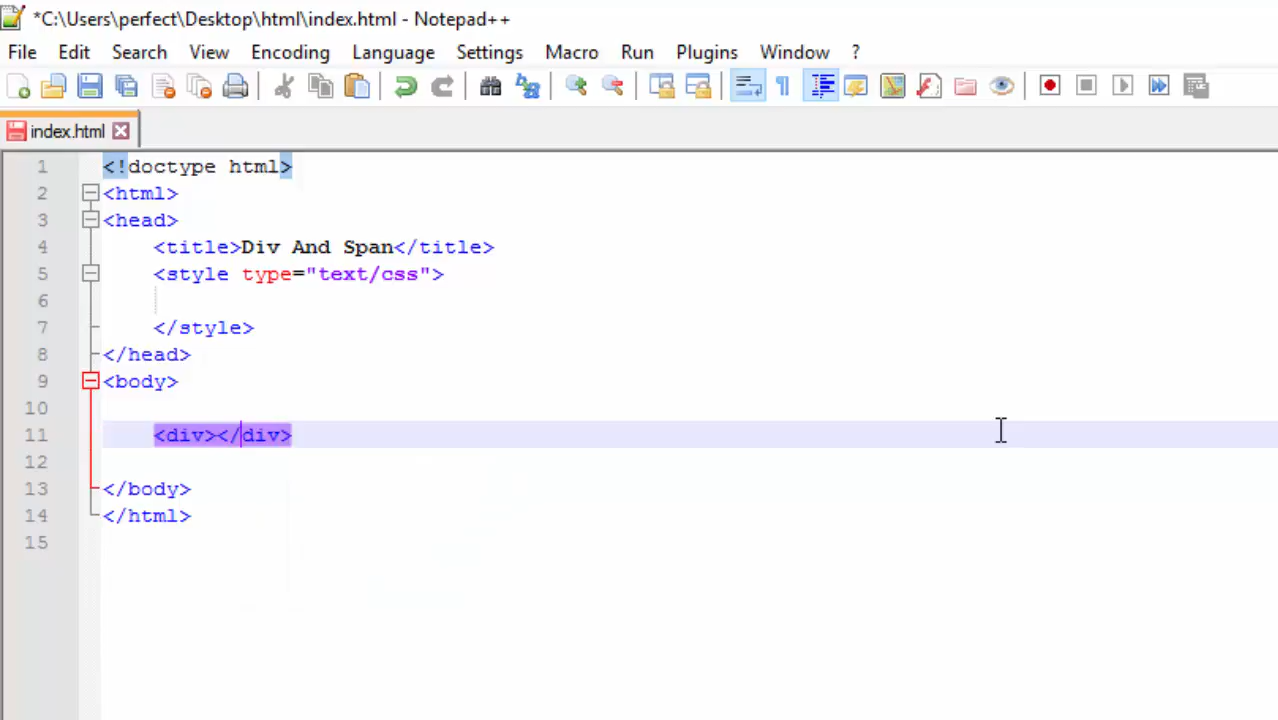 *C:\Users\perfect\Desktop\html\index.html - Notepad++
File Edit Search View Encoding Language Settings Macro Run Plugins Window ?
index.html
1 <!doctype html>
2 <html>
3 <head>
4 <title>Div And Span</title>
5 <style type="text/css">
6
7 </style>
8 </head>
9 <body>
10
11 <div></div>
12
13 </body>
14 </html>
15